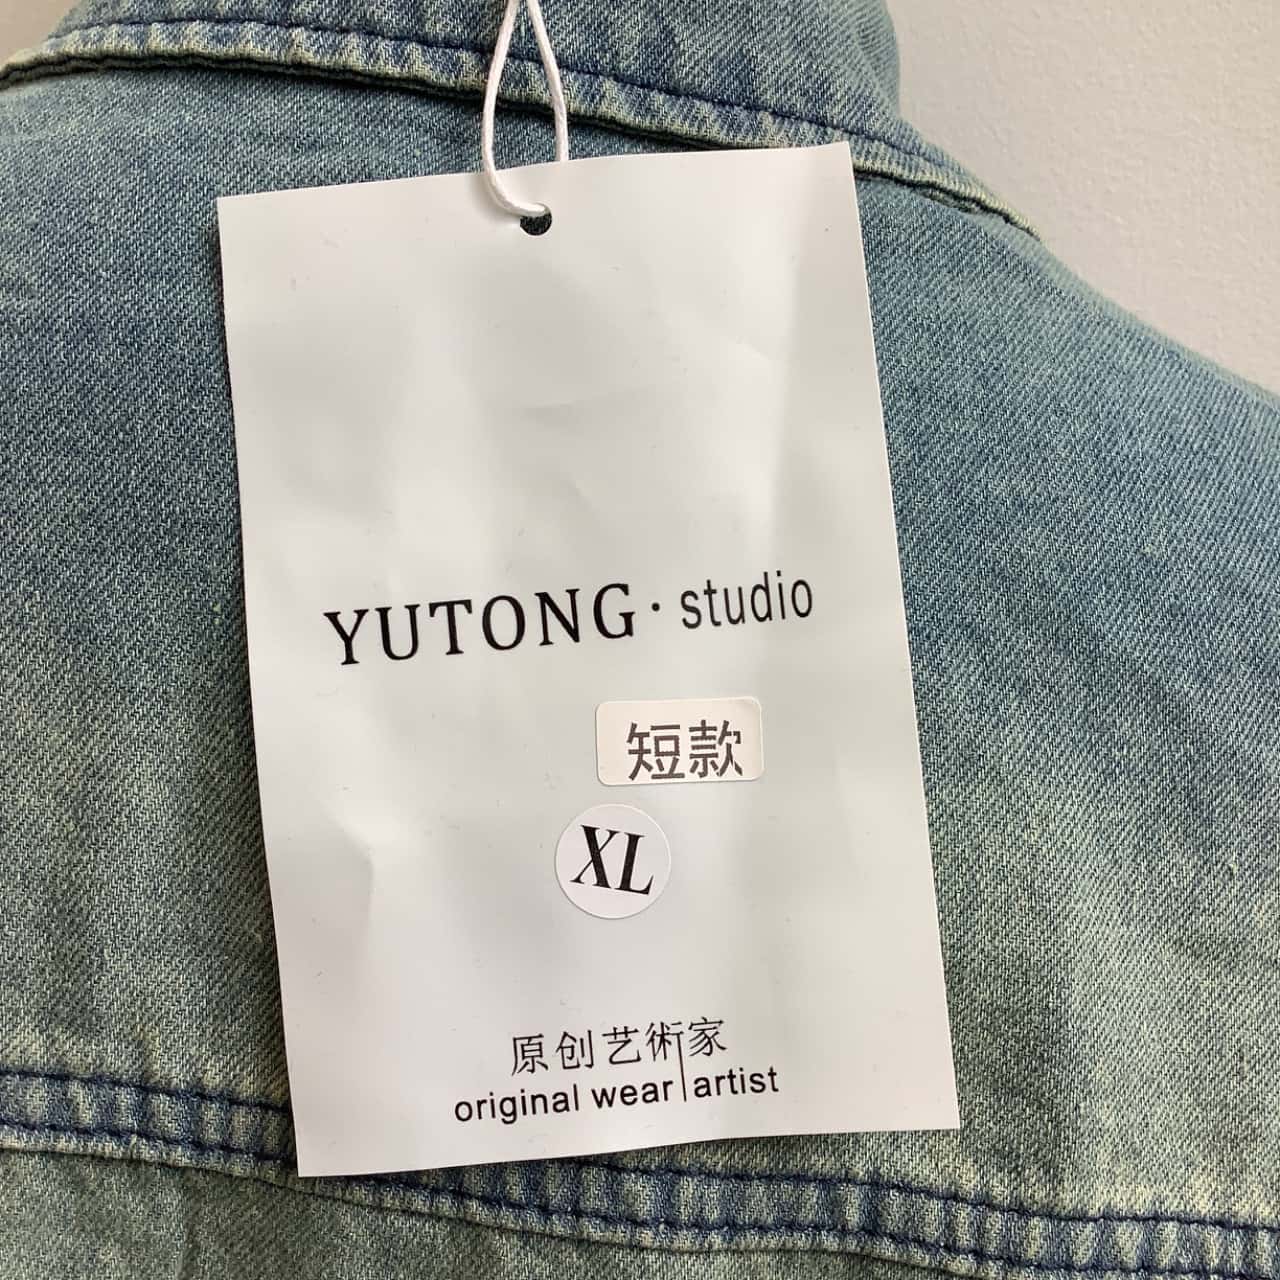 YUTONG·studio
短款
XL
原创艺術家
original wear|artist